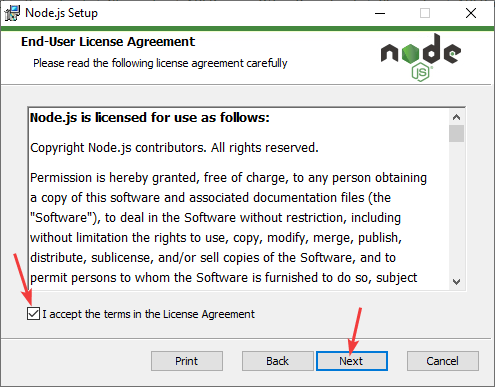 Node.js Setup
End-User License Agreement
Please read the following license agreement carefully
node
JS
Node.js is licensed for use as follows:
Copyright Node.js contributors. All rights reserved.
Permission is hereby granted, free of charge, to any person obtaining
a copy of this software and associated documentation files (the
"Software"), to deal in the Software without restriction, including
without limitation the rights to use, copy, modify, merge, publish,
distribute, sublicense, and/or sell copies of the Software, and to
permit persons to whom the Software is furnished to do so, subject
I accept the terms in the License Agreement
Print Back Next Cancel